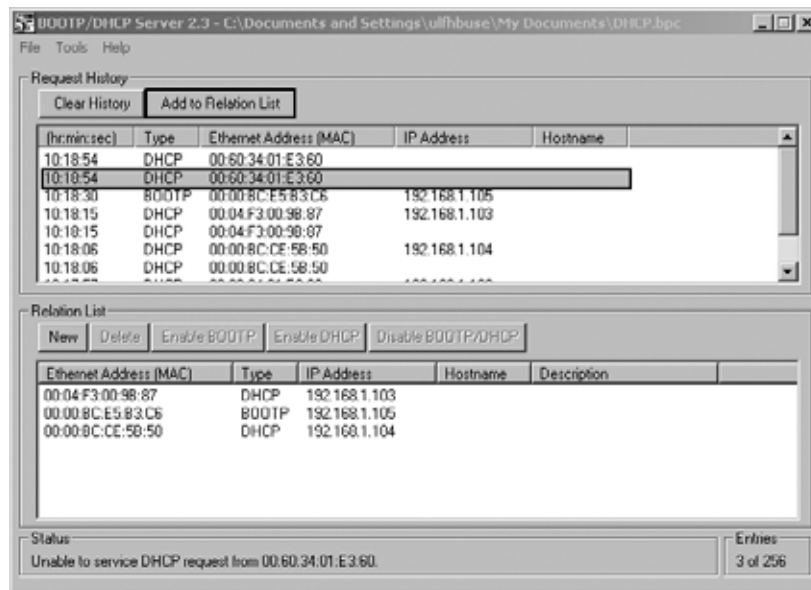 BOOTP/DHCP Server 2.3 - C:\Documents and Settings\ulfhbuse\My Documents\DHCP.bpc
File Tools Help
Request History
Clear History Add to Relation List
(hr:min:sec) Type Ethernet Address (MAC) IP Address Hostname
10:18:54 DHCP 00:60:34:01:E3:60
10:18:54 DHCP 00:60:34:01:E3:60
10:18:30 BOOTP 00:00:BC:E5:B3:C6 192.168.1.105
10:18:15 DHCP 00:04:F3:00:9B:87 192.168.1.103
10:18:15 DHCP 00:04:F3:00:9B:87
10:18:06 DHCP 00:00:BC:CE:5B:50 192.168.1.104
10:18:06 DHCP 00:00:BC:CE:5B:50
Relation List
New Delete Enable BOOTP Enable DHCP Disable BOOTP/DHCP
Ethernet Address (MAC) Type IP Address Hostname Description
00:04:F3:00:9B:87 DHCP 192.168.1.103
00:00:BC:E5:B3:C6 BOOTP 192.168.1.105
00:00:BC:CE:5B:50 DHCP 192.168.1.104
Status
Unable to service DHCP request from 00:60:34:01:E3:60.
Entries
3 of 256